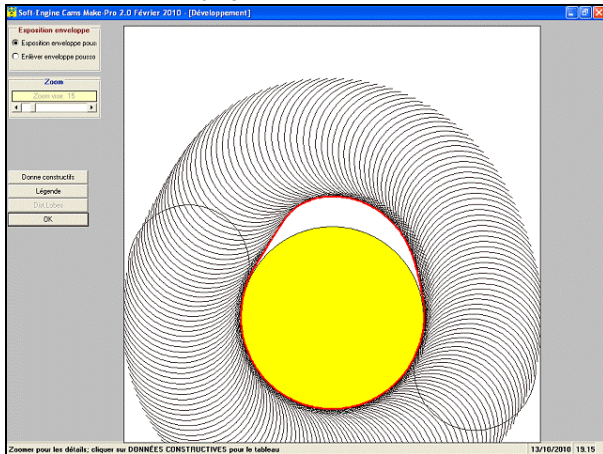 Soft-Engine Cams Make-Pro 2.0 Février 2010 - [Développement]
Exposition enveloppe
Exposition enveloppe pous
Enlèver enveloppe pousso
Zoom
Zoom vue 15
Donne constructifs
Légende
Dist Lobes
OK
Zoomer pour les détails; cliquer sur DONNÉES CONSTRUCTIVES pour le tableau
13/10/2010 19.15